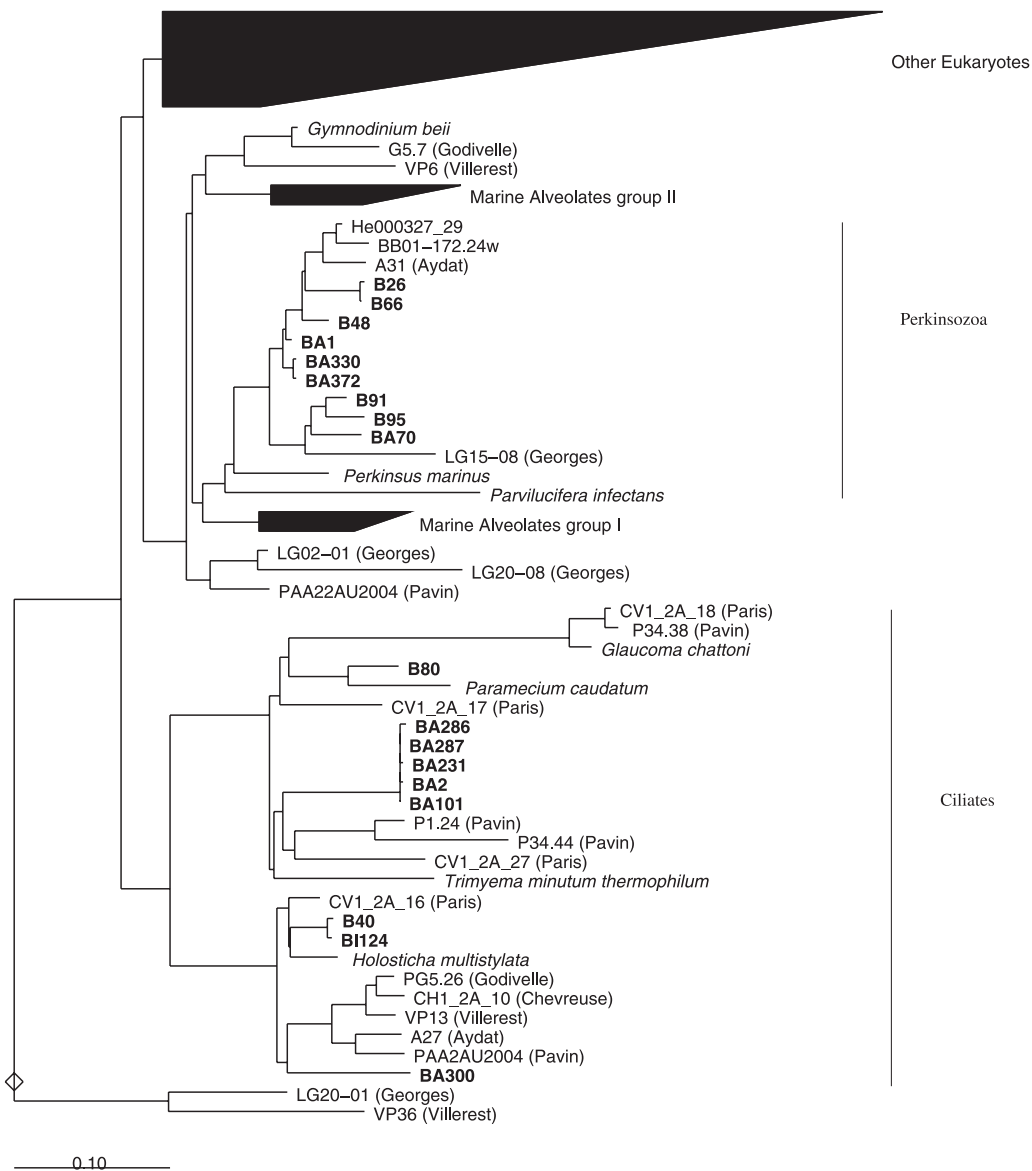 Other Eukaryotes
Gymnodinium beii
G5.7 (Godivelle)
VP6 (Villerest)
Marine Alveolates group II
He000327_29
BB01−172.24w
A31 (Aydat)
B26
B66
B48
BA1
BA330
BA372
B91
B95
BA70
LG15−08 (Georges)
Perkinsus marinus
Parvilucifera infectans
Perkinsozoa
Marine Alveolates group I
LG02−01 (Georges)
LG20−08 (Georges)
PAA22AU2004 (Pavin)
CV1_2A_18 (Paris)
P34.38 (Pavin)
Glaucoma chattoni
B80
Paramecium caudatum
CV1_2A_17 (Paris)
BA286
BA287
BA231
BA2
BA101
P1.24 (Pavin)
P34.44 (Pavin)
CV1_2A_27 (Paris)
Trimyema minutum thermophilum
CV1_2A_16 (Paris)
B40
BI124
Holosticha multistylata
PG5.26 (Godivelle)
CH1_2A_10 (Chevreuse)
VP13 (Villerest)
A27 (Aydat)
PAA2AU2004 (Pavin)
BA300
Ciliates
LG20−01 (Georges)
VP36 (Villerest)
0.10